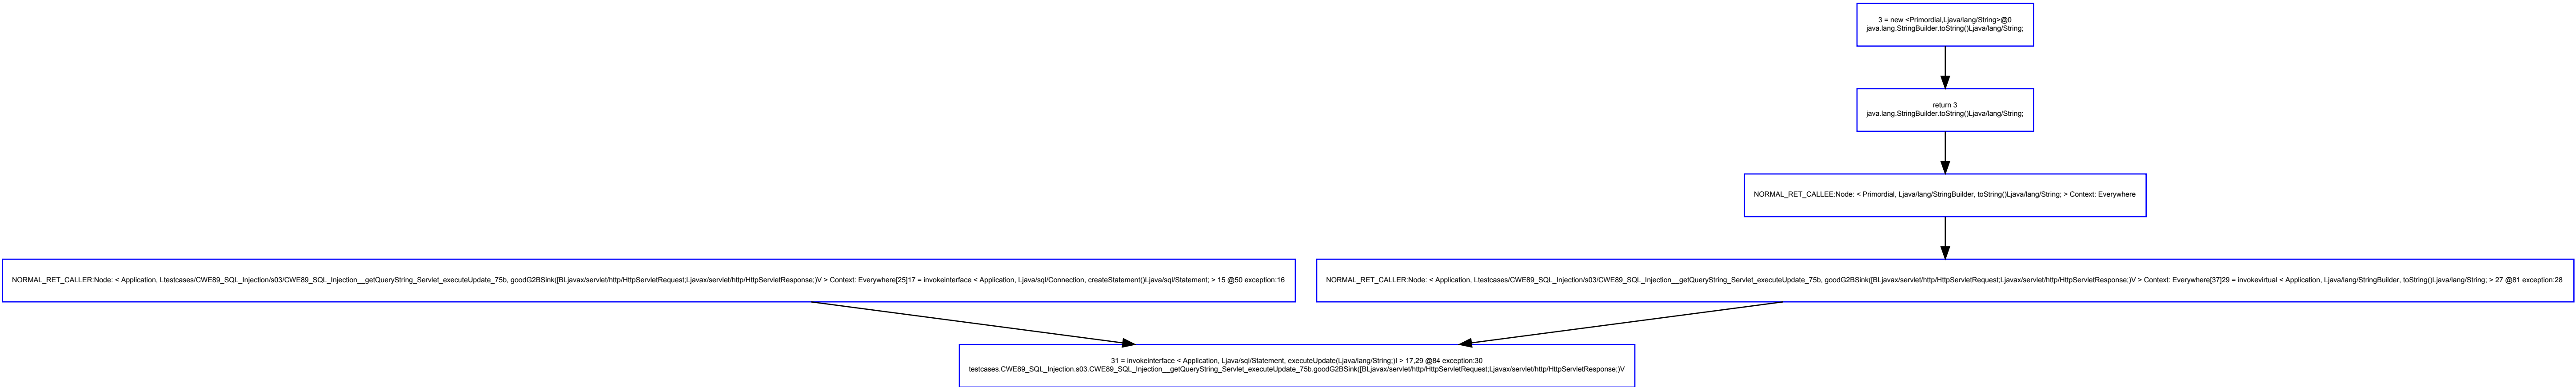 3 = new <Primordial,Ljava/lang/String>@0
java.lang.StringBuilder.toString()Ljava/lang/String;
return 3
java.lang.StringBuilder.toString()Ljava/lang/String;
NORMAL_RET_CALLEE:Node: < Primordial, Ljava/lang/StringBuilder, toString()Ljava/lang/String; > Context: Everywhere
NORMAL_RET_CALLER:Node: < Application, Ltestcases/CWE89_SQL_Injection/s03/CWE89_SQL_Injection__getQueryString_Servlet_executeUpdate_75b, goodG2BSink([BLjavax/servlet/http/HttpServletRequest;Ljavax/servlet/http/HttpServletResponse;)V > Context: Everywhere[25]17 = invokeinterface < Application, Ljava/sql/Connection, createStatement()Ljava/sql/Statement; > 15 @50 exception:16
NORMAL_RET_CALLER:Node: < Application, Ltestcases/CWE89_SQL_Injection/s03/CWE89_SQL_Injection__getQueryString_Servlet_executeUpdate_75b, goodG2BSink([BLjavax/servlet/http/HttpServletRequest;Ljavax/servlet/http/HttpServletResponse;)V > Context: Everywhere[37]29 = invokevirtual < Application, Ljava/lang/StringBuilder, toString()Ljava/lang/String; > 27 @81 exception:28
31 = invokeinterface < Application, Ljava/sql/Statement, executeUpdate(Ljava/lang/String;)I > 17,29 @84 exception:30
testcases.CWE89_SQL_Injection.s03.CWE89_SQL_Injection__getQueryString_Servlet_executeUpdate_75b.goodG2BSink([BLjavax/servlet/http/HttpServletRequest;Ljavax/servlet/http/HttpServletResponse;)V